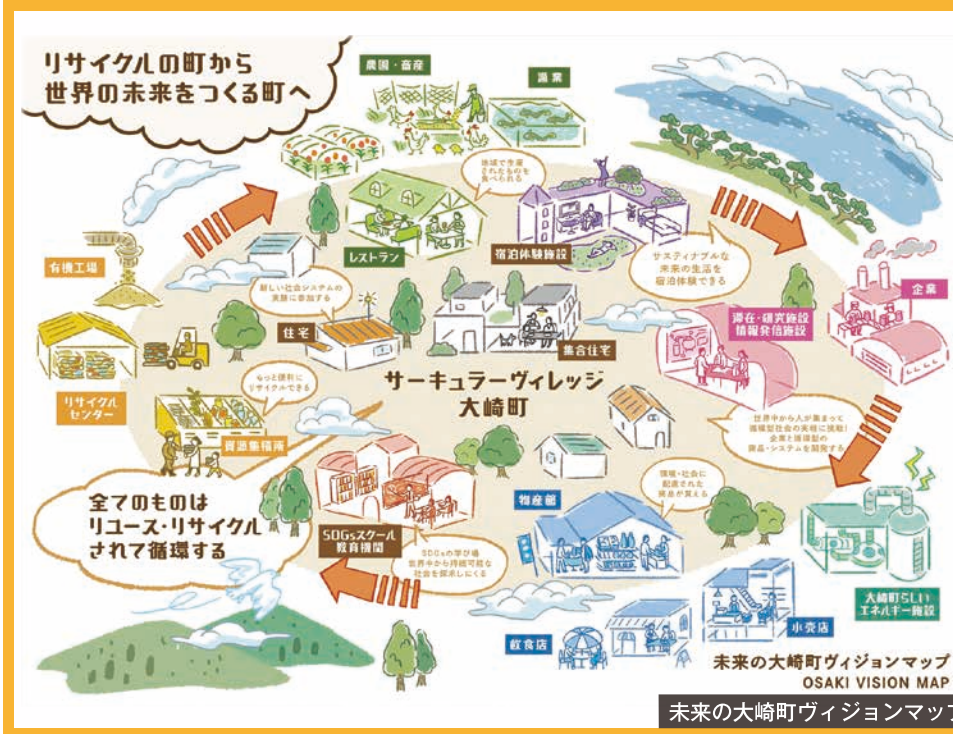 リサイクルの町から
世界の未来をつくる町へ
農園・畜産
漁業
地域で生産
されたものを
食べられる
レストラン
宿泊体験施設
サスティナブルな
未来の生活を
宿泊体験できる
有機工場
新しい社会システムの
実験に参加する
住宅
集合住宅
滞在・研究施設
情報発信施設
企業
サーキュラーヴィレッジ
大崎町
リサイクル
センター
もっと便利に
リサイクルできる
資源集積所
世界中から人が集まって
循環型社会の実現に挑戦!
企業と循環型の
商品・システムを開発する
全てのものは
リユース・リサイクル
されて循環する
SDGsスクール
教育機関
SDGsの学び場
世界中から持続可能な
社会を探求しにくる
物産館
環境・社会に
配慮された
商品が買える
大崎町らしい
エネルギー施設
飲食店
小売店
未来の大崎町ヴィジョンマップ
OSAKI VISION MAP
未来の大崎町ヴィジョンマップ